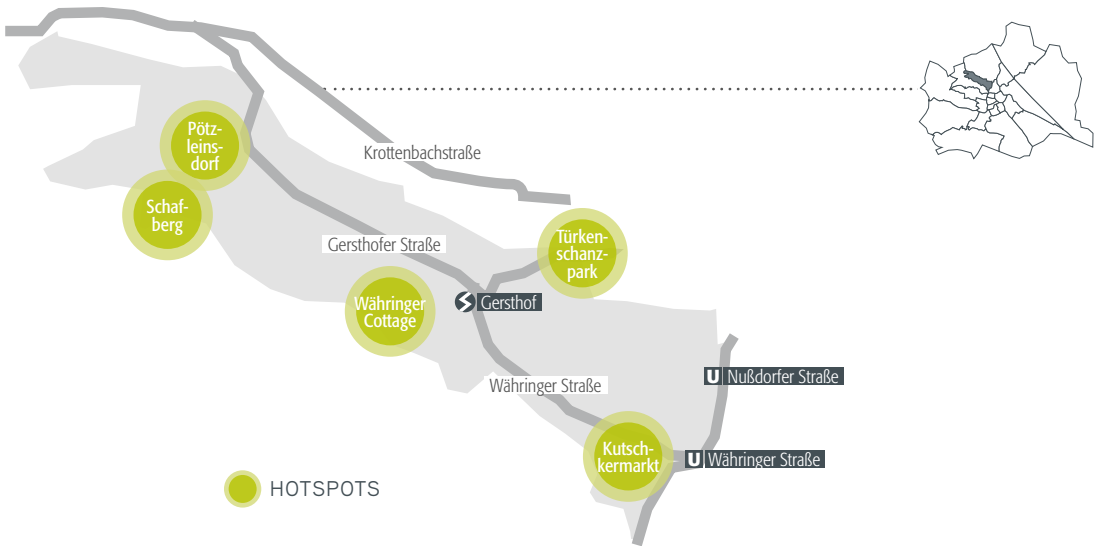 Pötz-
leins-
dorf
Krottenbachstraße
Schaf-
berg
Gersthofer Straße
Türken-
schanz-
park
Währinger
Cottage
Gersthof
U Nußdorfer Straße
Währinger Straße
Kutsch-
kermarkt
U Währinger Straße
HOTSPOTS